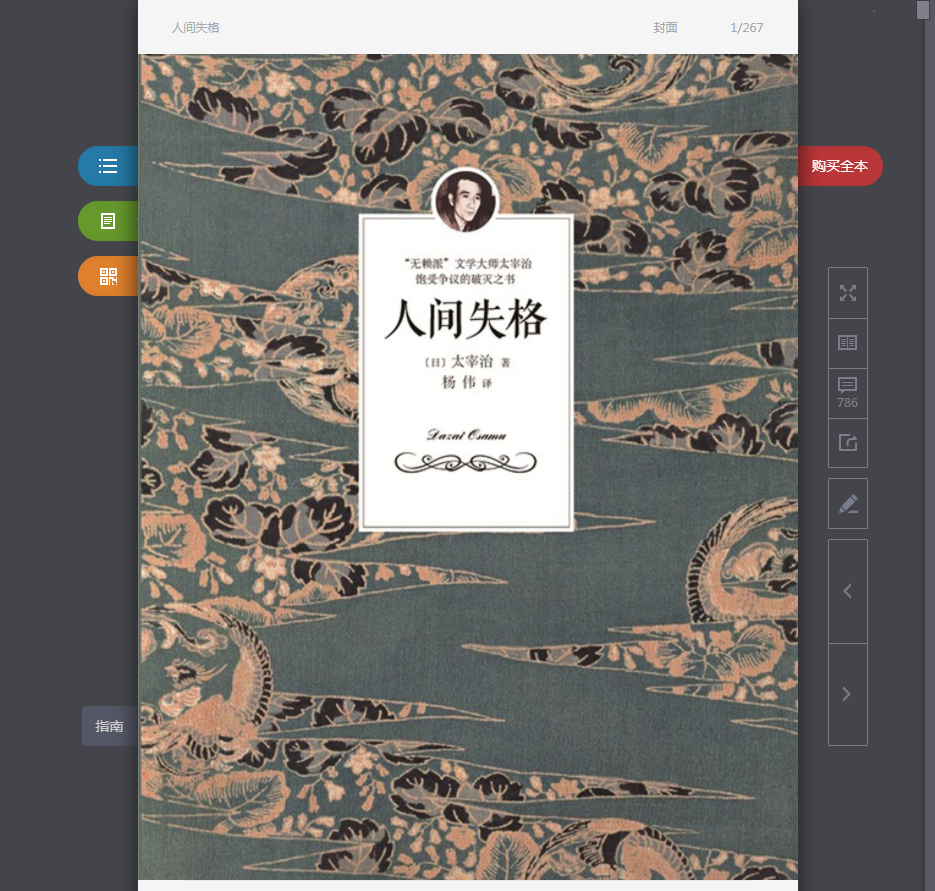 人间失格
封面
1/267
购买全本
“无赖派”文学大师太宰治
饱受争议的破灭之书
人间失格
〔日〕太宰治 著
杨伟 译
Dazai Osamu
786
指南